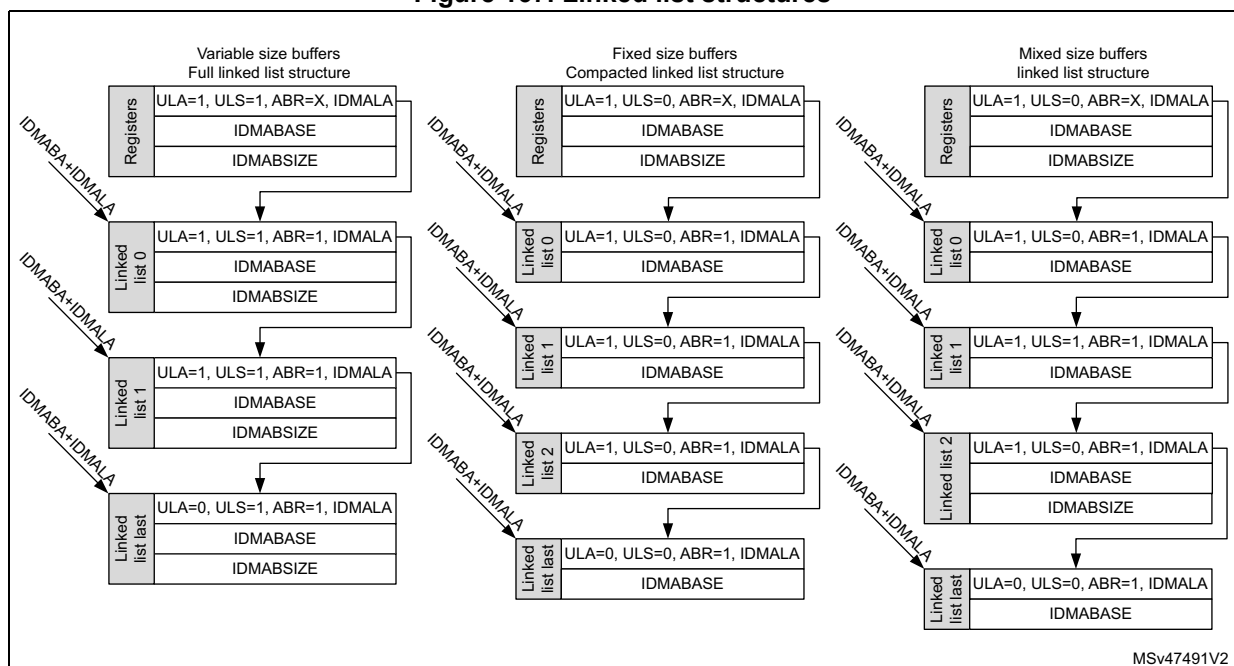 Figure 757. Linked list structures
Variable size buffers
Full linked list structure
Registers
ULA=1, ULS=1, ABR=X, IDMALA
IDMABASE
IDMABSIZE
IDMABA+IDMALA
Linked
list 0
ULA=1, ULS=1, ABR=1, IDMALA
IDMABASE
IDMABSIZE
IDMABA+IDMALA
Linked
list 1
ULA=1, ULS=1, ABR=1, IDMALA
IDMABASE
IDMABSIZE
IDMABA+IDMALA
Linked
list last
ULA=0, ULS=1, ABR=1, IDMALA
IDMABASE
IDMABSIZE
Fixed size buffers
Compacted linked list structure
Registers
ULA=1, ULS=0, ABR=X, IDMALA
IDMABASE
IDMABSIZE
IDMABA+IDMALA
Linked
list 0
ULA=1, ULS=0, ABR=1, IDMALA
IDMABASE
IDMABA+IDMALA
Linked
list 1
ULA=1, ULS=0, ABR=1, IDMALA
IDMABASE
IDMABA+IDMALA
Linked
list 2
ULA=1, ULS=0, ABR=1, IDMALA
IDMABASE
IDMABA+IDMALA
Linked
list last
ULA=0, ULS=0, ABR=1, IDMALA
IDMABASE
Mixed size buffers
linked list structure
Registers
ULA=1, ULS=0, ABR=X, IDMALA
IDMABASE
IDMABSIZE
IDMABA+IDMALA
Linked
list 0
ULA=1, ULS=0, ABR=1, IDMALA
IDMABASE
IDMABA+IDMALA
Linked
list 1
ULA=1, ULS=1, ABR=1, IDMALA
IDMABASE
IDMABA+IDMALA
Linked list 2
ULA=1, ULS=0, ABR=1, IDMALA
IDMABASE
IDMABSIZE
IDMABA+IDMALA
Linked
list last
ULA=0, ULS=0, ABR=1, IDMALA
IDMABASE
MSv47491V2